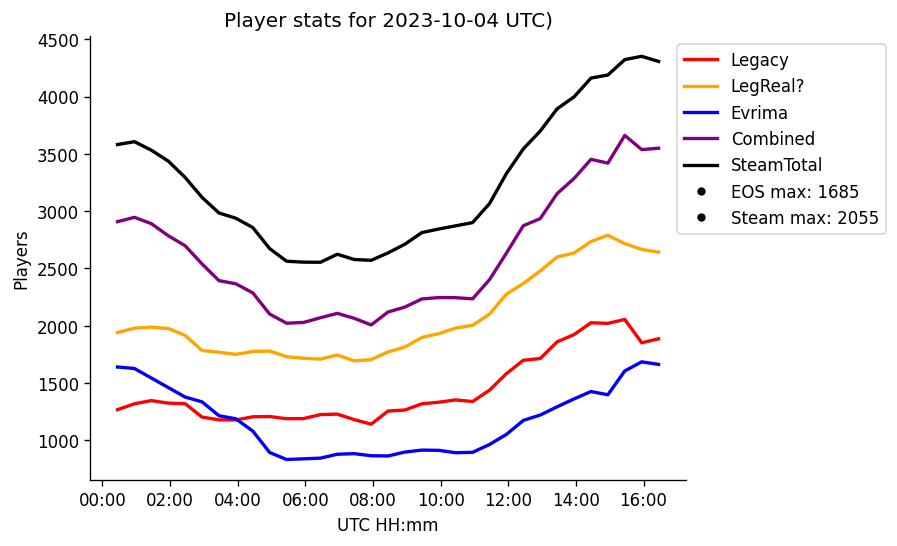 Player stats for 2023-10-04 UTC)
4500
4000
3500
3000
2500
2000
1500
1000
Players
00:00 02:00 04:00 06:00 08:00 10:00 12:00 14:00 16:00
UTC HH:mm
Legacy
LegReal?
Evrima
Combined
SteamTotal
EOS max: 1685
Steam max: 2055